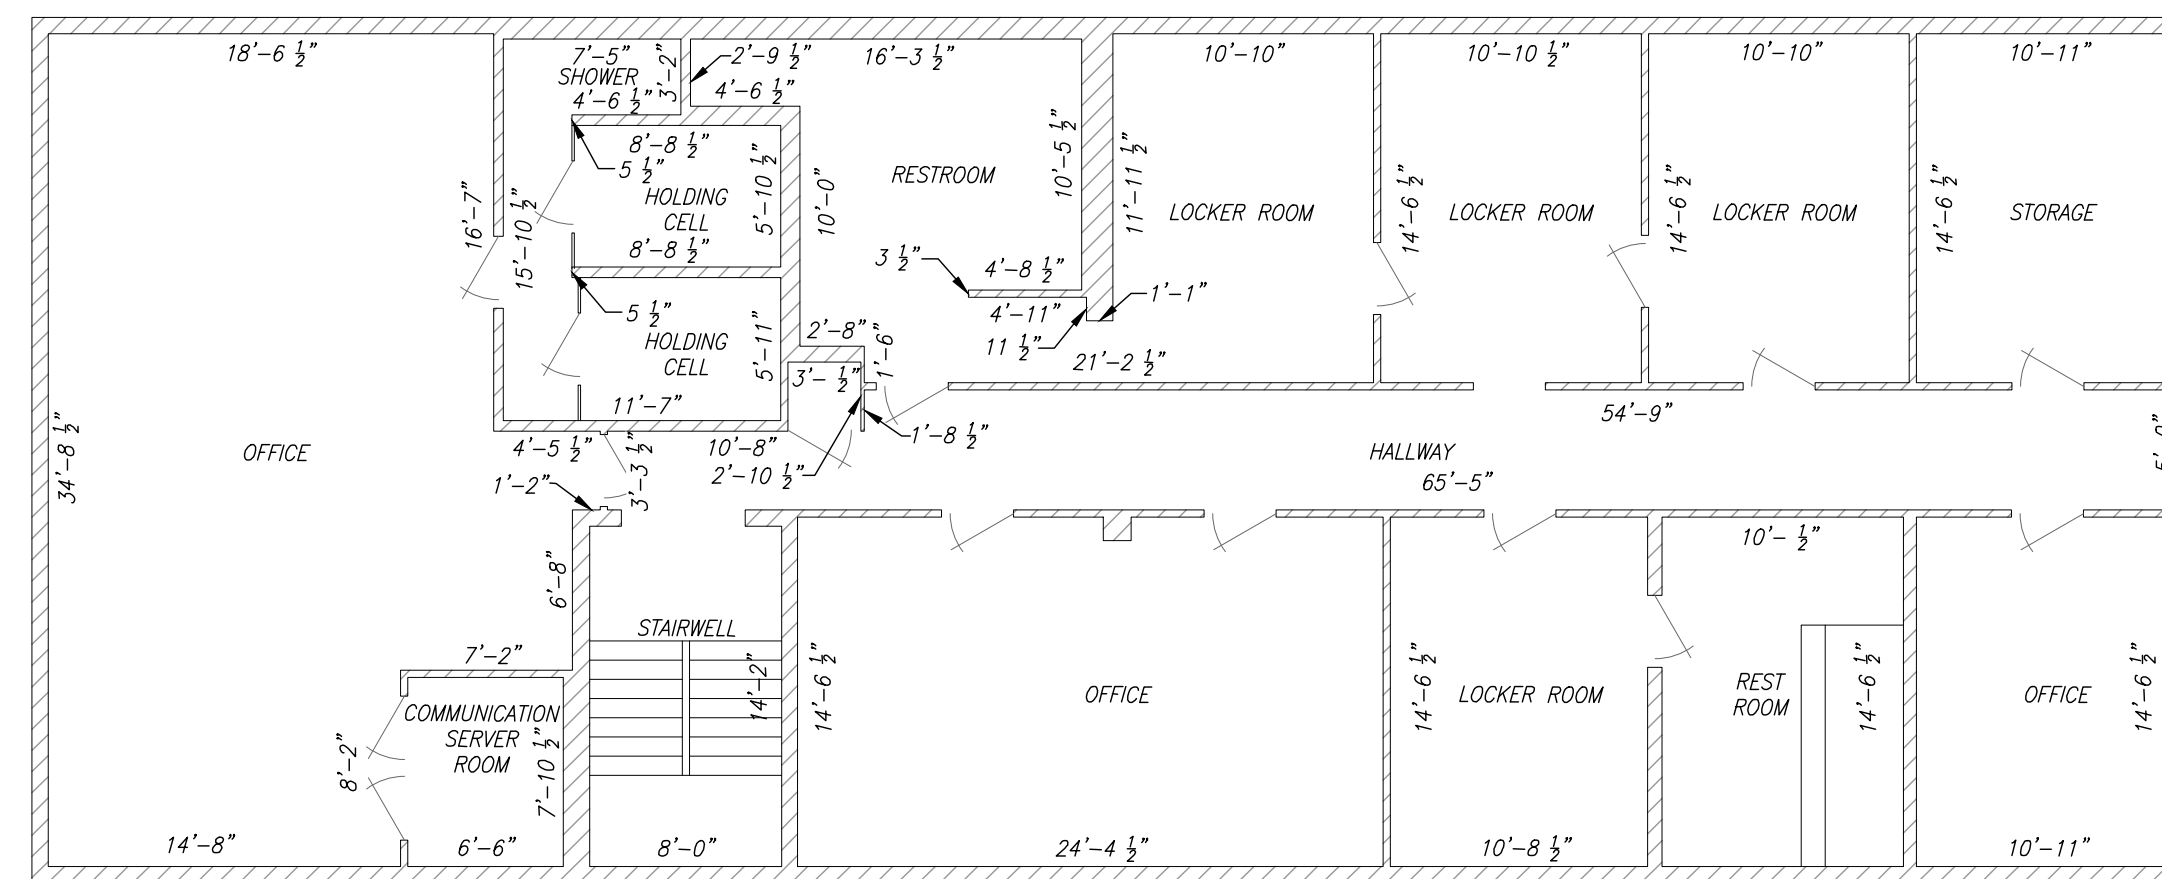 18'-6 1/2"
7'-5"
SHOWER
3'-2"
4'-6 1/2"
2'-9 1/2"
4'-6 1/2"
16'-3 1/2"
10'-10"
10'-10 1/2"
10'-10"
10'-11"
8'-8 1/2"
5 1/2"
HOLDING
CELL
8'-8 1/2"
5'-10 1/2"
10'-0"
RESTROOM
10'-5 1/2"
11'-11 1/2"
LOCKER ROOM
14'-6 1/2"
LOCKER ROOM
14'-6 1/2"
LOCKER ROOM
14'-6 1/2"
STORAGE
16'-7"
15'-10 1/2"
3 1/2"
4'-8 1/2"
4'-11"
1'-1"
11 1/2"
21'-2 1/2"
5 1/2"
HOLDING
CELL
5'-11"
2'-8"
1'-6"
3'- 1/2"
11'-7"
54'-9"
34'-8 1/2"
OFFICE
4'-5 1/2"
3'-3 1/2"
10'-8"
2'-10 1/2"
1'-8 1/2"
HALLWAY
65'-5"
1'-2"
6'-8"
10'- 1/2"
STAIRWELL
14'-2"
14'-6 1/2"
OFFICE
14'-6 1/2"
LOCKER ROOM
REST
ROOM
14'-6 1/2"
OFFICE
14'-6 1/2"
7'-2"
COMMUNICATION
SERVER
ROOM
7'-10 1/2"
8'-2"
14'-8"
6'-6"
8'-0"
24'-4 1/2"
10'-8 1/2"
10'-11"